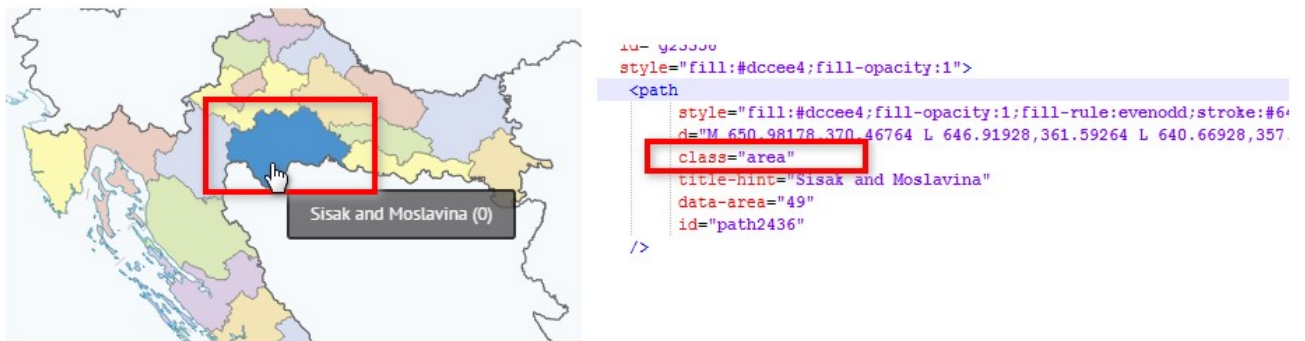 Sisak and Moslavina (0)
style="fill:#dccee4;fill-opacity:1">
<path
style="fill:#dccee4;fill-opacity:1;fill-rule:evenodd;stroke:#64
d="M 650.98178,370.46764 L 646.91928,361.59264 L 640.66928,357.
class="area"
title-hint="Sisak and Moslavina"
data-area="49"
id="path2436"
/>